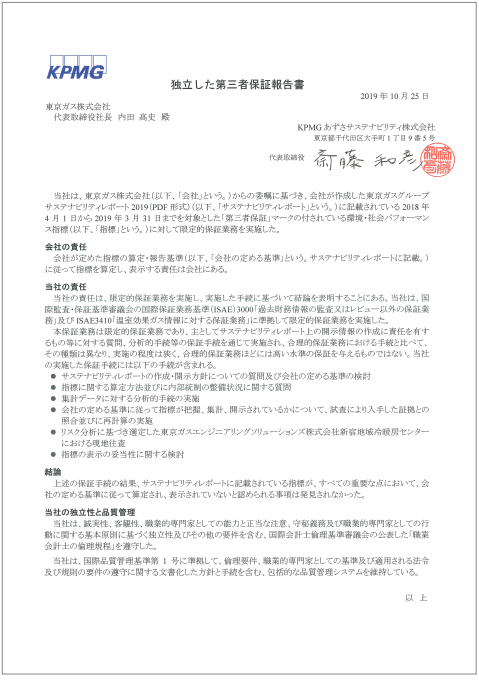 KPMG
独立した第三者保証報告書
2019 年 10 月 25 日
東京ガス株式会社
代表取締役社長 内田 高史 殿
KPMG あずさサステナビリティ株式会社
東京都千代田区大手町 1 丁目 9 番 5 号
代表取締役 斎藤 和彦
当社は、東京ガス株式会社(以下、「会社」という。)からの委嘱に基づき、会社が作成した東京ガスグループ
サステナビリティレポート 2019(PDF 形式)(以下、「サステナビリティレポート」という。)に記載されている 2018 年
4 月 1 日から 2019 年 3 月 31 日までを対象とした「第三者保証」マークの付されている環境・社会パフォーマン
ス指標(以下、「指標」という。)に対して限定的保証業務を実施した。
会社の責任
会社が定めた指標の算定・報告基準(以下、「会社の定める基準」という。サステナビリティレポートに記載。)
に従って指標を算定し、表示する責任は会社にある。
当社の責任
当社の責任は、限定的保証業務を実施し、実施した手続に基づいて結論を表明することにある。当社は、国
際監査・保証基準審議会の国際保証業務基準(ISAE)3000「過去財務情報の監査又はレビュー以外の保証業
務」及び ISAE3410「温室効果ガス情報に対する保証業務」に準拠して限定的保証業務を実施した。
本保証業務は限定的保証業務であり、主としてサステナビリティレポート上の開示情報の作成に責任を有す
るもの等に対する質問、分析的手続等の保証手続を通じて実施され、合理的保証業務における手続と比べて、
その種類は異なり、実施の程度は狭く、合理的保証業務ほどには高い水準の保証を与えるものではない。当社
の実施した保証手続には以下の手続が含まれる。
● サステナビリティレポートの作成・開示方針についての質問及び会社の定める基準の検討
● 指標に関する算定方法並びに内部統制の整備状況に関する質問
● 集計データに対する分析的手続の実施
● 会社の定める基準に従って指標が把握、集計、開示されているかについて、試査により入手した証拠との
照合並びに再計算の実施
● リスク分析に基づき選定した東京ガスエンジニアリングソリューションズ株式会社新宿地域冷暖房センター
における現地往査
● 指標の表示の妥当性に関する検討
結論
上述の保証手続の結果、サステナビリティレポートに記載されている指標が、すべての重要な点において、会
社の定める基準に従って算定され、表示されていないと認められる事項は発見されなかった。
当社の独立性と品質管理
当社は、誠実性、客観性、職業的専門家としての能力と正当な注意、守秘義務及び職業的専門家としての行
動に関する基本原則に基づく独立性及びその他の要件を含む、国際会計士倫理基準審議会の公表した「職業
会計士の倫理規程」を遵守した。
当社は、国際品質管理基準第 1 号に準拠して、倫理要件、職業的専門家としての基準及び適用される法令
及び規則の要件の遵守に関する文書化した方針と手続を含む、包括的な品質管理システムを維持している。
以 上